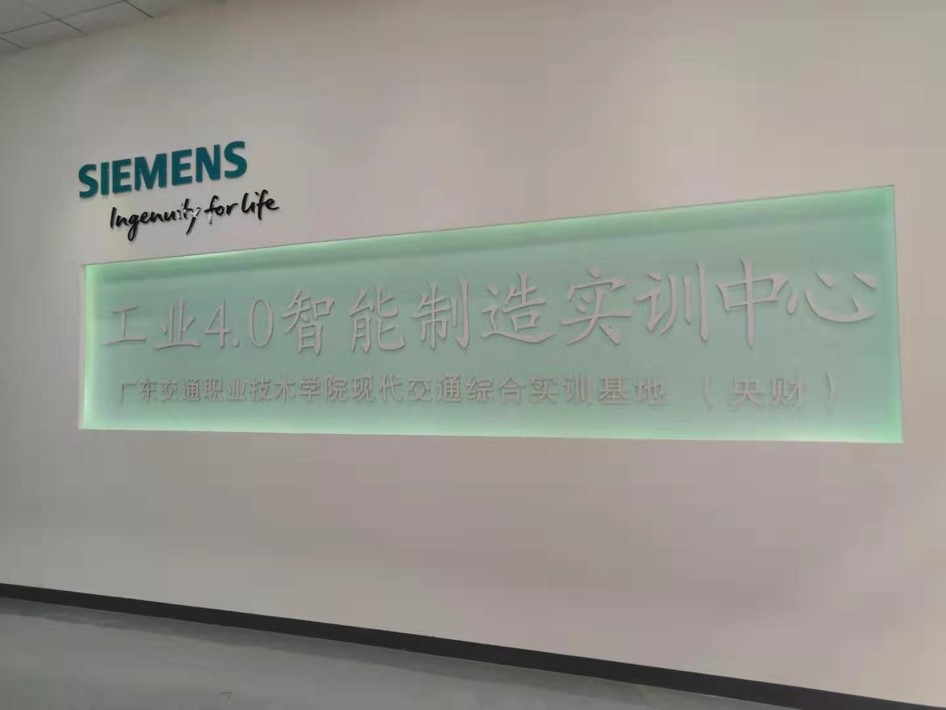 SIEMENS
Ingenuity for life
工业4.0智能制造实训中心
广东交通职业技术学院现代交通综合实训基地 （央财）